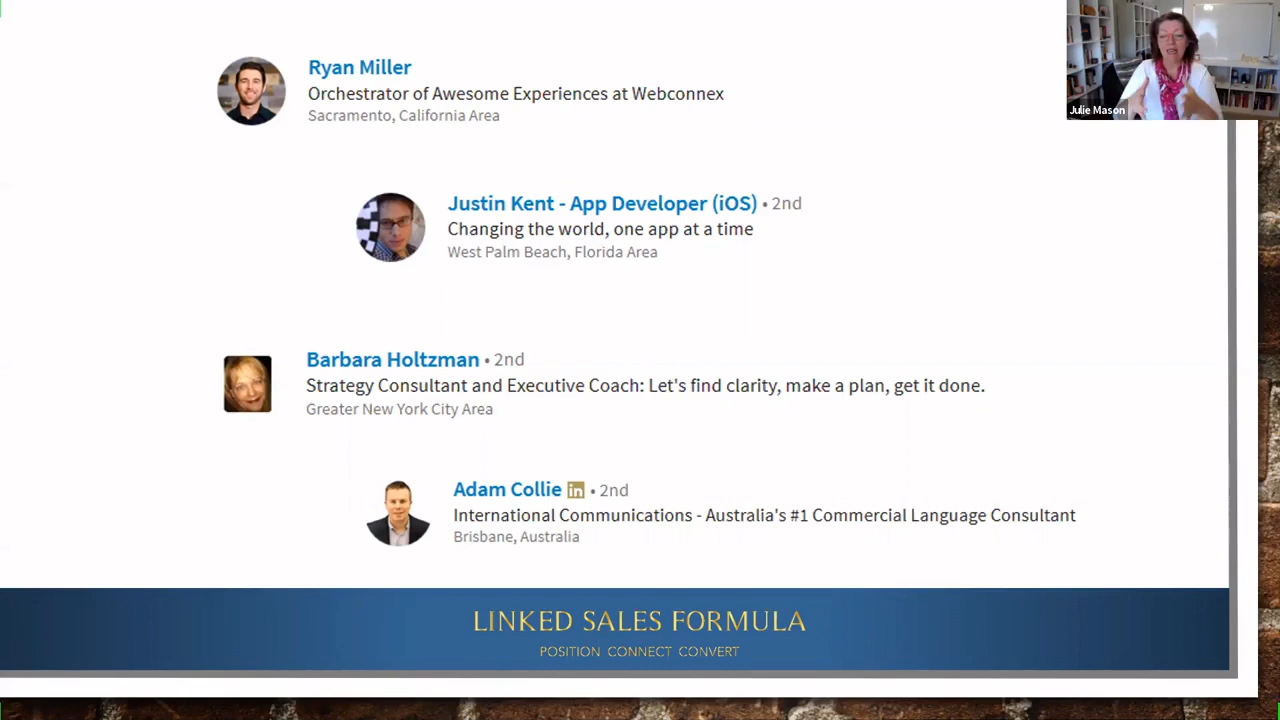 Ryan Miller
Orchestrator of Awesome Experiences at Webconnex
Sacramento, California Area
Julie Mason
Justin Kent - App Developer (iOS) • 2nd
Changing the world, one app at a time
West Palm Beach, Florida Area
Barbara Holtzman • 2nd
Strategy Consultant and Executive Coach: Let's find clarity, make a plan, get it done.
Greater New York City Area
Adam Collie in • 2nd
International Communications - Australia's #1 Commercial Language Consultant
Brisbane, Australia
LINKED SALES FORMULA
POSITION CONNECT CONVERT